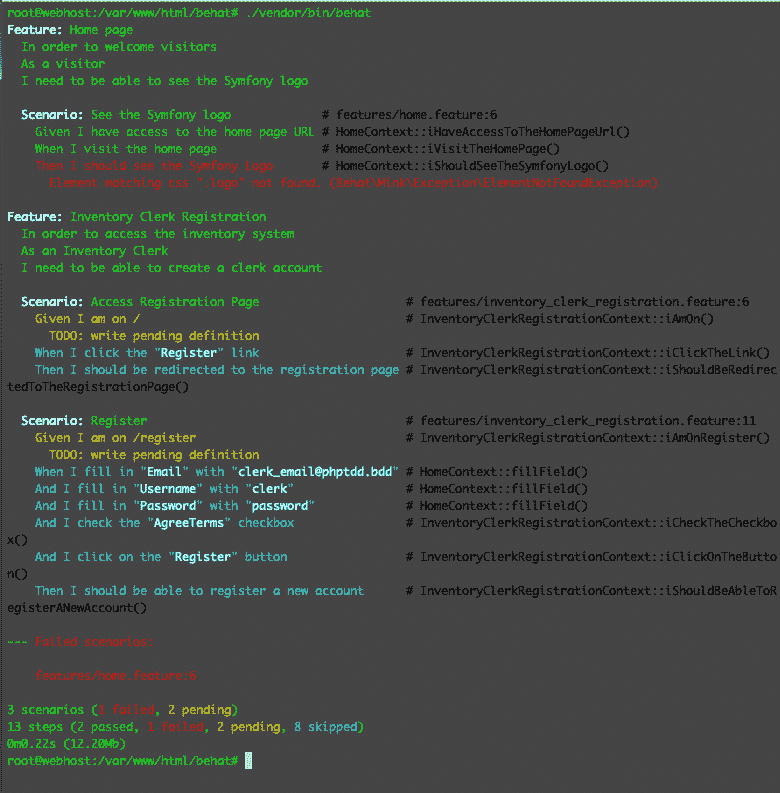 root@webhost:/var/www/html/behat# ./vendor/bin/behat
Feature: Home page
  In order to welcome visitors
  As a visitor
  I need to be able to see the Symfony logo

  Scenario: See the Symfony logo             # features/home.feature:6
    Given I have access to the home page URL # HomeContext::iHaveAccessToTheHomePageUrl()
    When I visit the home page               # HomeContext::iVisitTheHomePage()
    Then I should see the Symfony Logo       # HomeContext::iShouldSeeTheSymfonyLogo()
      Element matching css ".logo" not found. (Behat\Mink\Exception\ElementNotFoundException)

Feature: Inventory Clerk Registration
  In order to access the inventory system
  As an Inventory Clerk
  I need to be able to create a clerk account

  Scenario: Access Registration Page                     # features/inventory_clerk_registration.feature:6
    Given I am on /                                      # InventoryClerkRegistrationContext::iAmOn()
      TODO: write pending definition
    When I click the "Register" link                     # InventoryClerkRegistrationContext::iClickTheLink()
    Then I should be redirected to the registration page # InventoryClerkRegistrationContext::iShouldBeRedirec
tedToTheRegistrationPage()

  Scenario: Register                                     # features/inventory_clerk_registration.feature:11
    Given I am on /register                              # InventoryClerkRegistrationContext::iAmOnRegister()
      TODO: write pending definition
    When I fill in "Email" with "clerk_email@phptdd.bdd" # HomeContext::fillField()
    And I fill in "Username" with "clerk"                # HomeContext::fillField()
    And I fill in "Password" with "password"             # HomeContext::fillField()
    And I check the "AgreeTerms" checkbox                # InventoryClerkRegistrationContext::iCheckTheCheckbo
x()
    And I click on the "Register" button                 # InventoryClerkRegistrationContext::iClickOnTheButto
n()
    Then I should be able to register a new account      # InventoryClerkRegistrationContext::iShouldBeAbleToR
egisterANewAccount()

--- Failed scenarios:

    features/home.feature:6

3 scenarios (1 failed, 2 pending)
13 steps (2 passed, 1 failed, 2 pending, 8 skipped)
0m0.22s (12.20Mb)
root@webhost:/var/www/html/behat#